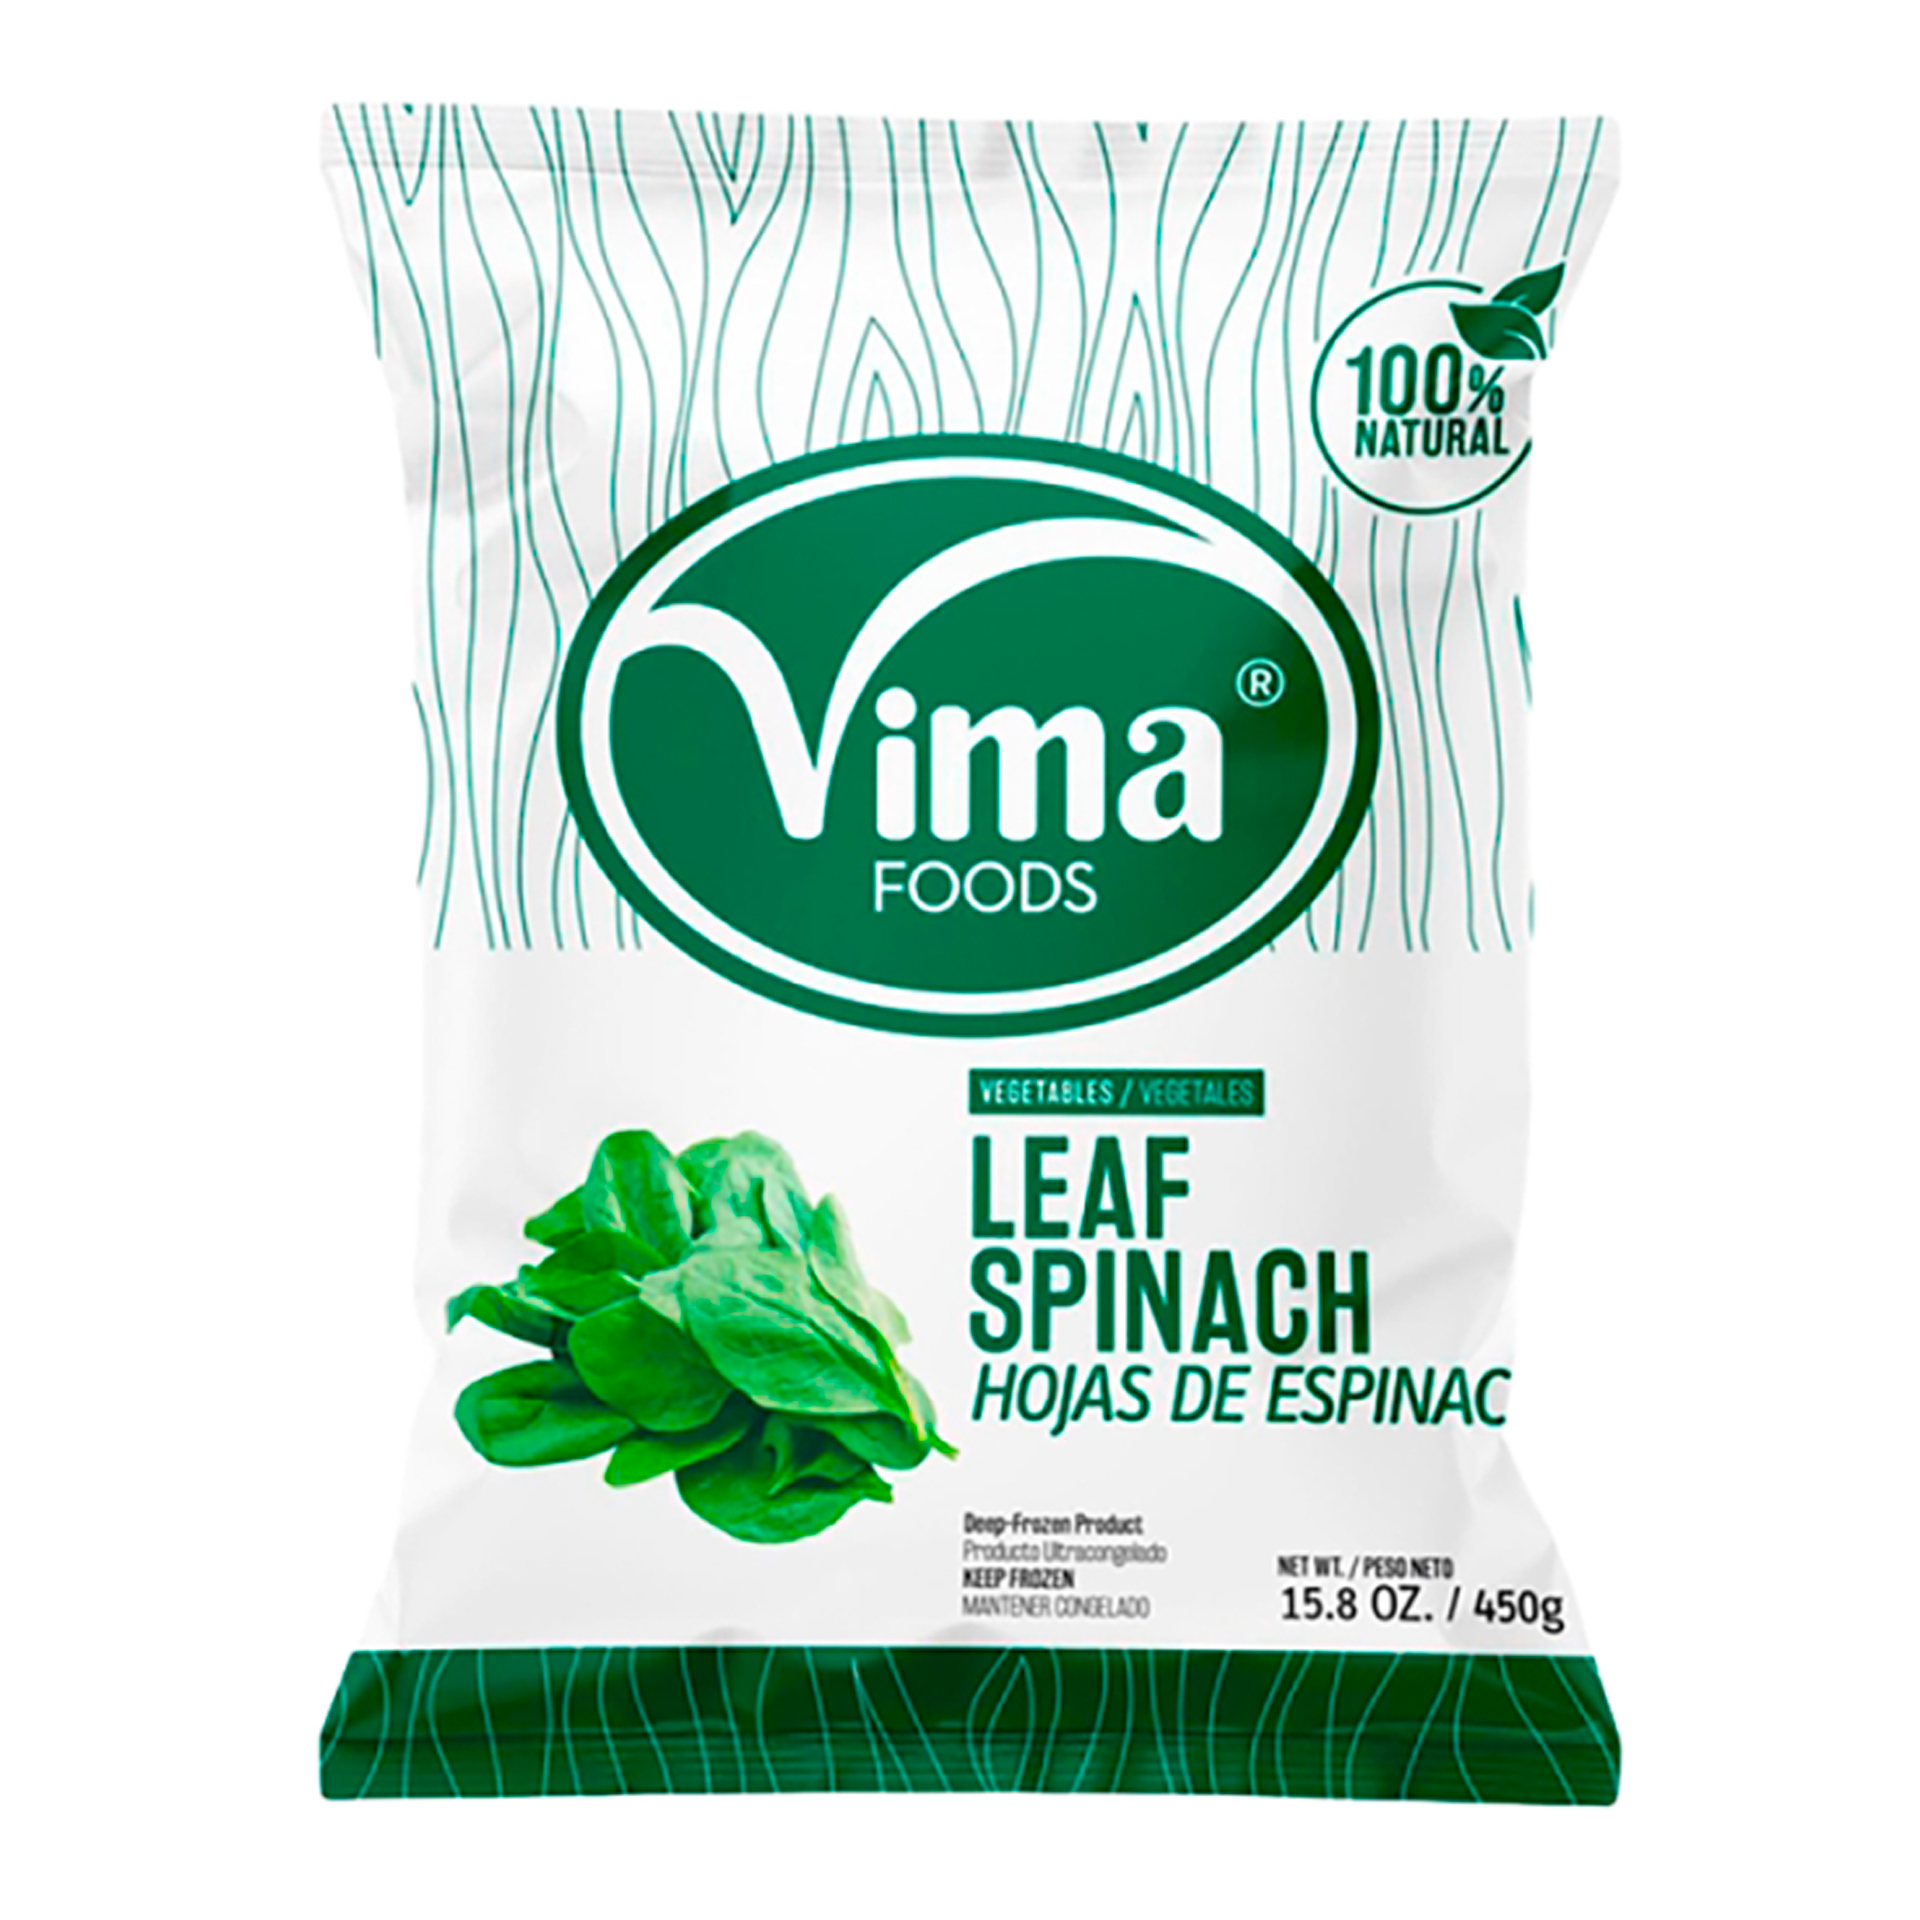 100%
NATURAL
Vima®
FOODS
VEGETABLES / VEGETALES
LEAF
SPINACH
HOJAS DE ESPINAC
Deep-Frozen Product
Producto Ultracongelado
KEEP FROZEN
MANTENER CONGELADO
NET WT. / PESO NETO
15.8 OZ. / 450g